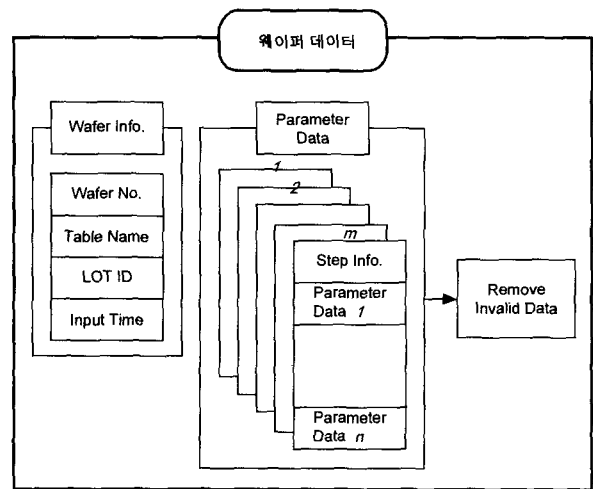 웨이퍼 데이터
Wafer Info.
Wafer No.
Table Name
LOT ID
Input Time
Parameter
Data
1
2
m
Step Info.
Parameter
Data 1
Parameter
Data n
Remove
Invalid Data